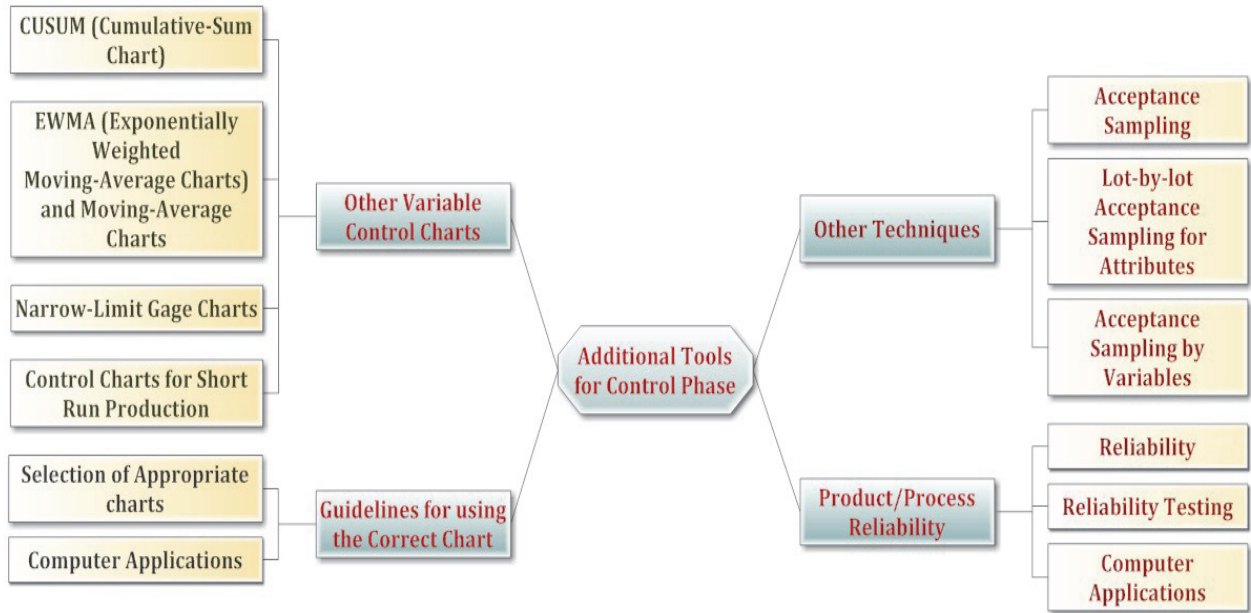 CUSUM (Cumulative-Sum
Chart)
EWMA (Exponentially
Weighted
Moving-Average Charts)
and Moving-Average
Charts
Narrow-Limit Gage Charts
Control Charts for Short
Run Production
Selection of Appropriate
charts
Computer Applications
Other Variable
Control Charts
Guidelines for using
the Correct Chart
Additional Tools
for Control Phase
Other Techniques
Product/Process
Reliability
Acceptance
Sampling
Lot-by-lot
Acceptance
Sampling for
Attributes
Acceptance
Sampling by
Variables
Reliability
Reliability Testing
Computer
Applications